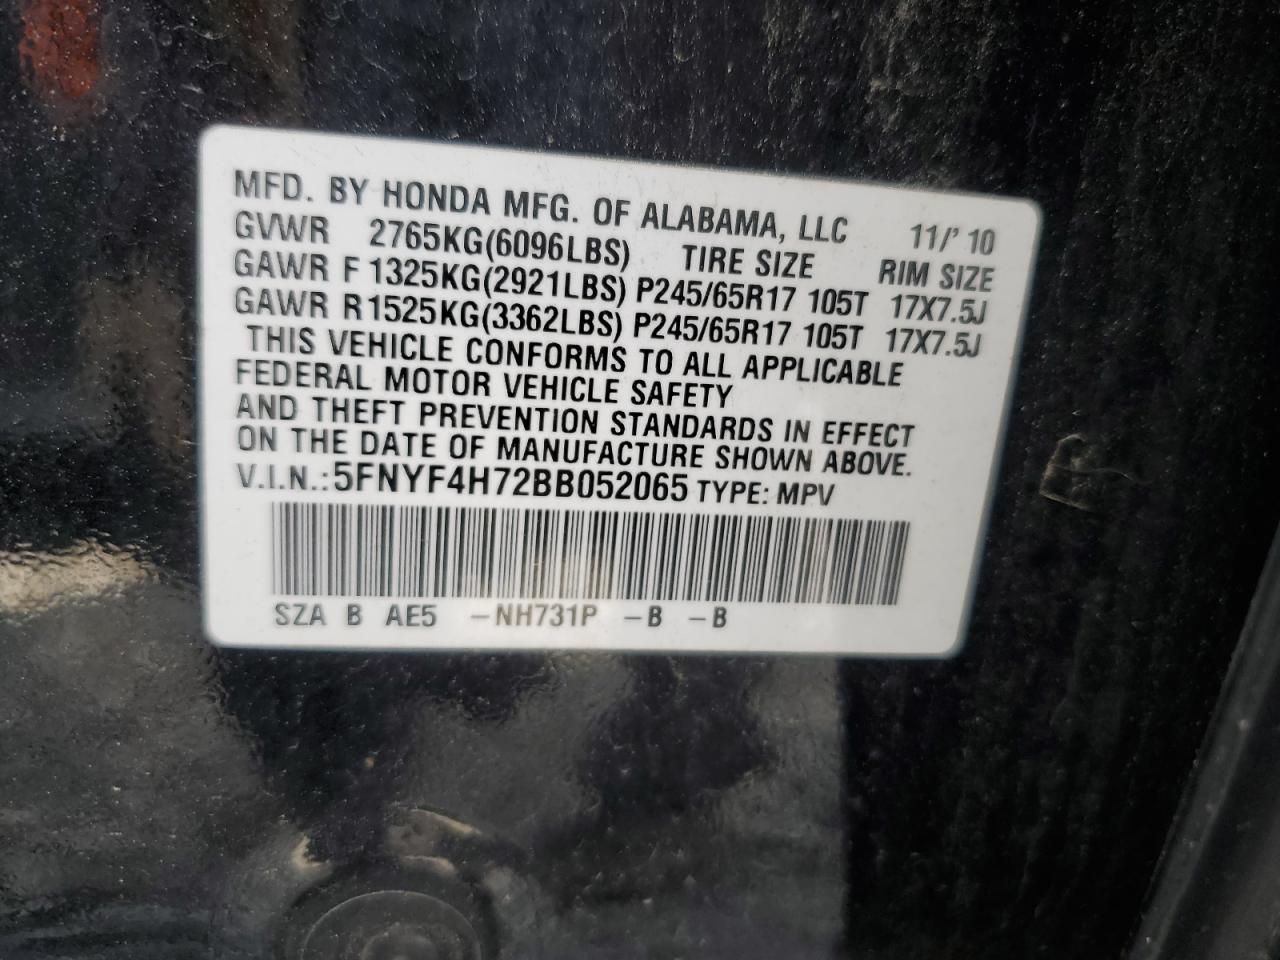 MFD. BY HONDA MFG. OF ALABAMA, LLC 11/'10
GVWR 2765KG(6096LBS) TIRE SIZE RIM SIZE
GAWR F 1325KG(2921LBS) P245/65R17 105T 17X7.5J
GAWR R 1525KG(3362LBS) P245/65R17 105T 17X7.5J
THIS VEHICLE CONFORMS TO ALL APPLICABLE
FEDERAL MOTOR VEHICLE SAFETY
AND THEFT PREVENTION STANDARDS IN EFFECT
ON THE DATE OF MANUFACTURE SHOWN ABOVE.
V.I.N.:5FNYF4H72BB052065 TYPE: MPV
SZA B AE5 -NH731P -B -B